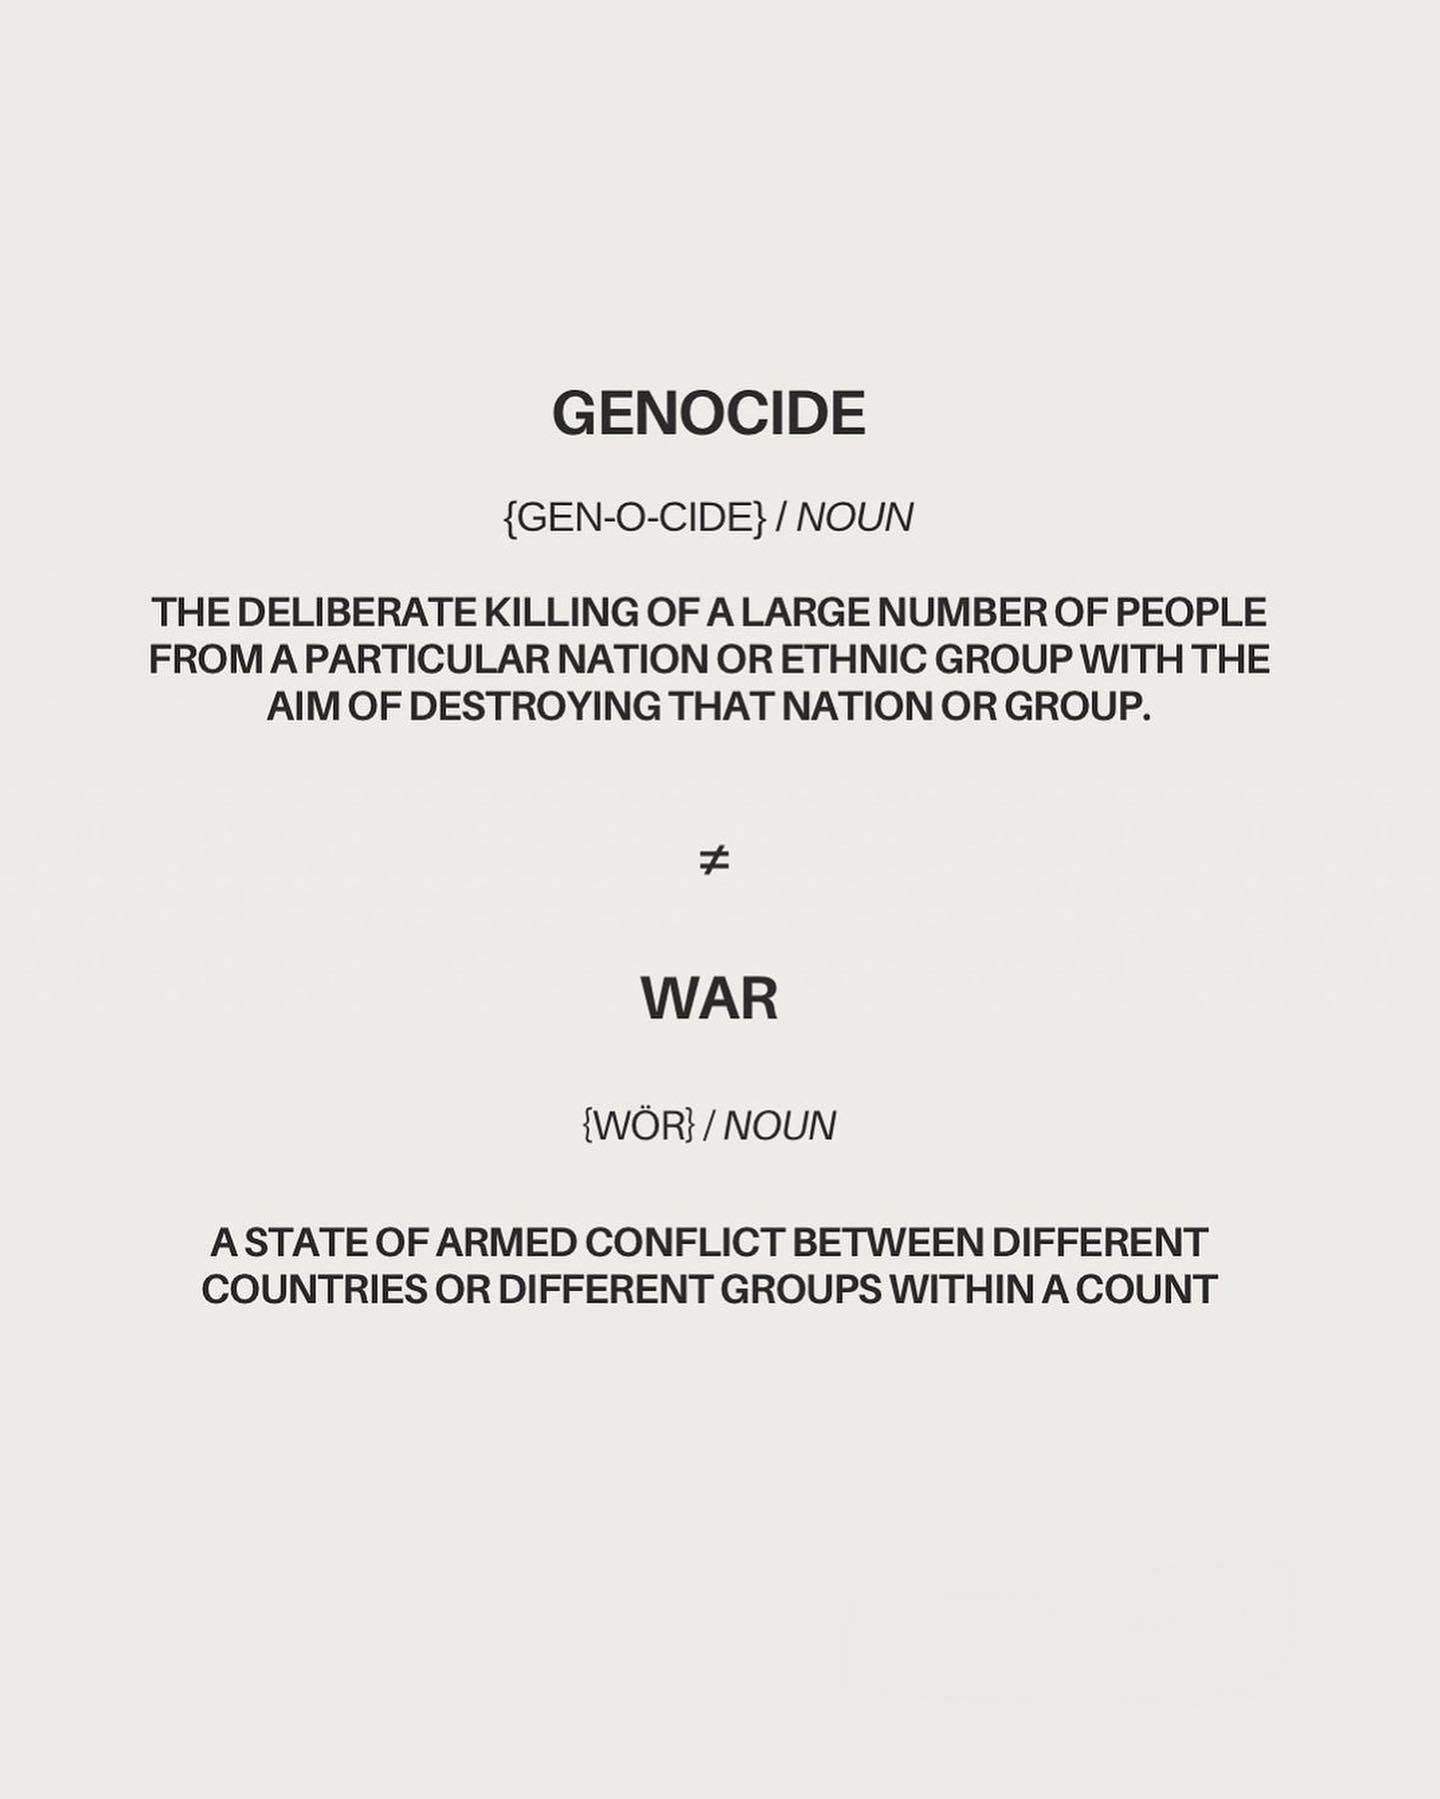 GENOCIDE
{GEN-O-CIDE} / NOUN
THE DELIBERATE KILLING OF A LARGE NUMBER OF PEOPLE
FROM A PARTICULAR NATION OR ETHNIC GROUP WITH THE
AIM OF DESTROYING THAT NATION OR GROUP.
≠
WAR
{WÖR} / NOUN
A STATE OF ARMED CONFLICT BETWEEN DIFFERENT
COUNTRIES OR DIFFERENT GROUPS WITHIN A COUNT